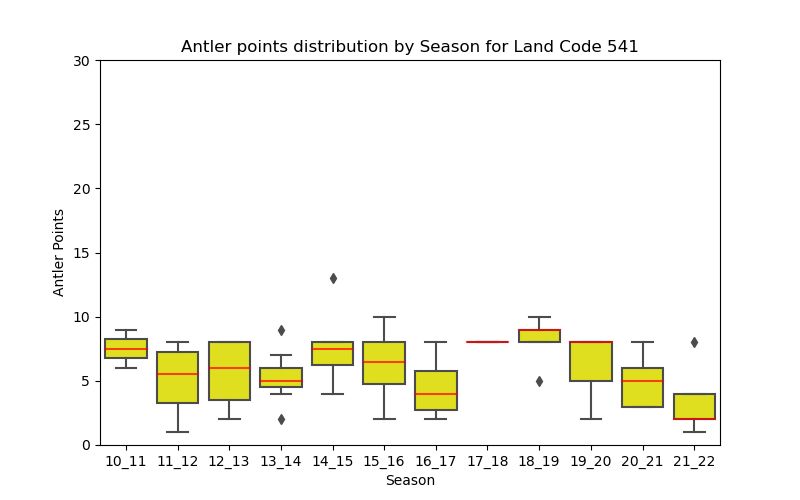 Antler points distribution by Season for Land Code 541
30
25
20
15
10
5
0
Antler Points
10_11 11_12 12_13 13_14 14_15 15_16 16_17 17_18 18_19 19_20 20_21 21_22
Season